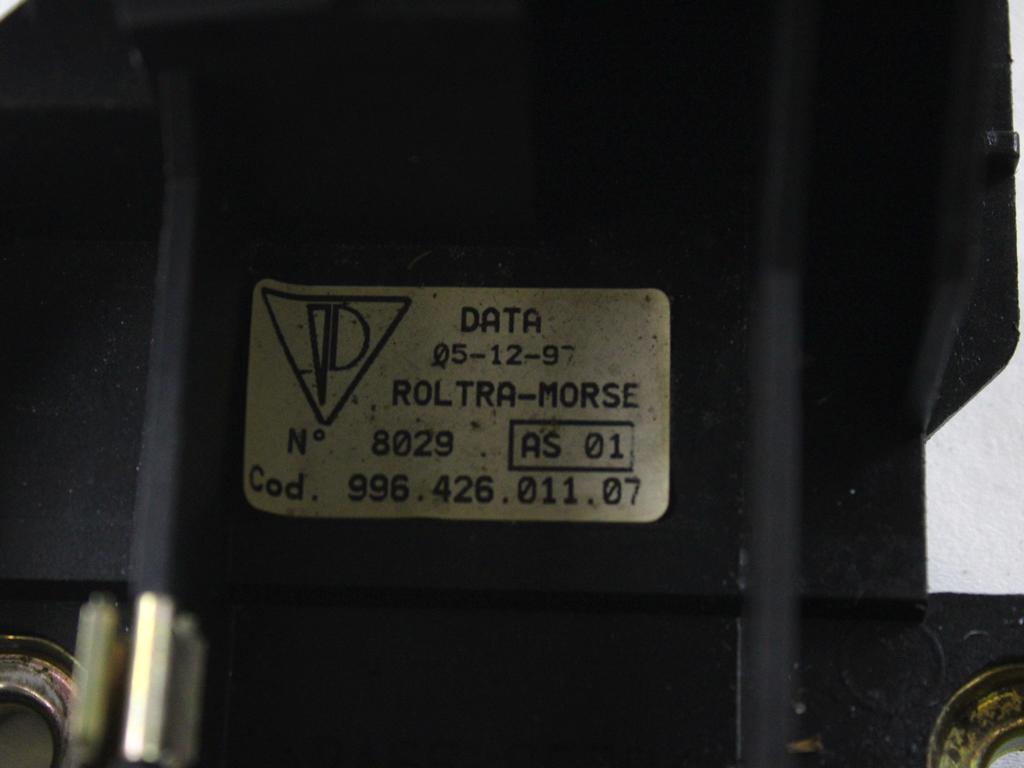 DATA
05-12-97
ROLTRA-MORSE
N° 8029 . AS 01
Cod. 996.426.011.07